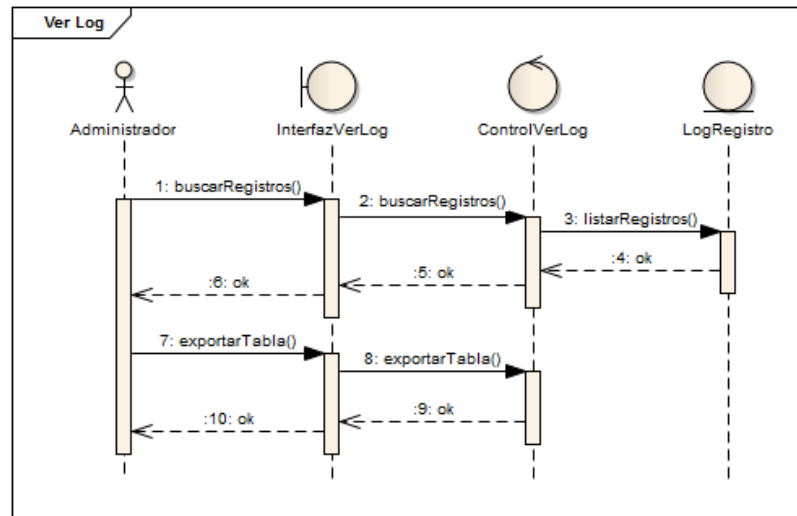 Ver Log
Administrador
InterfazVerLog
ControlVerLog
LogRegistro
1: buscarRegistros()
2: buscarRegistros()
3: listarRegistros()
:4: ok
:5: ok
:6: ok
7: exportarTabla()
8: exportarTabla()
:9: ok
:10: ok